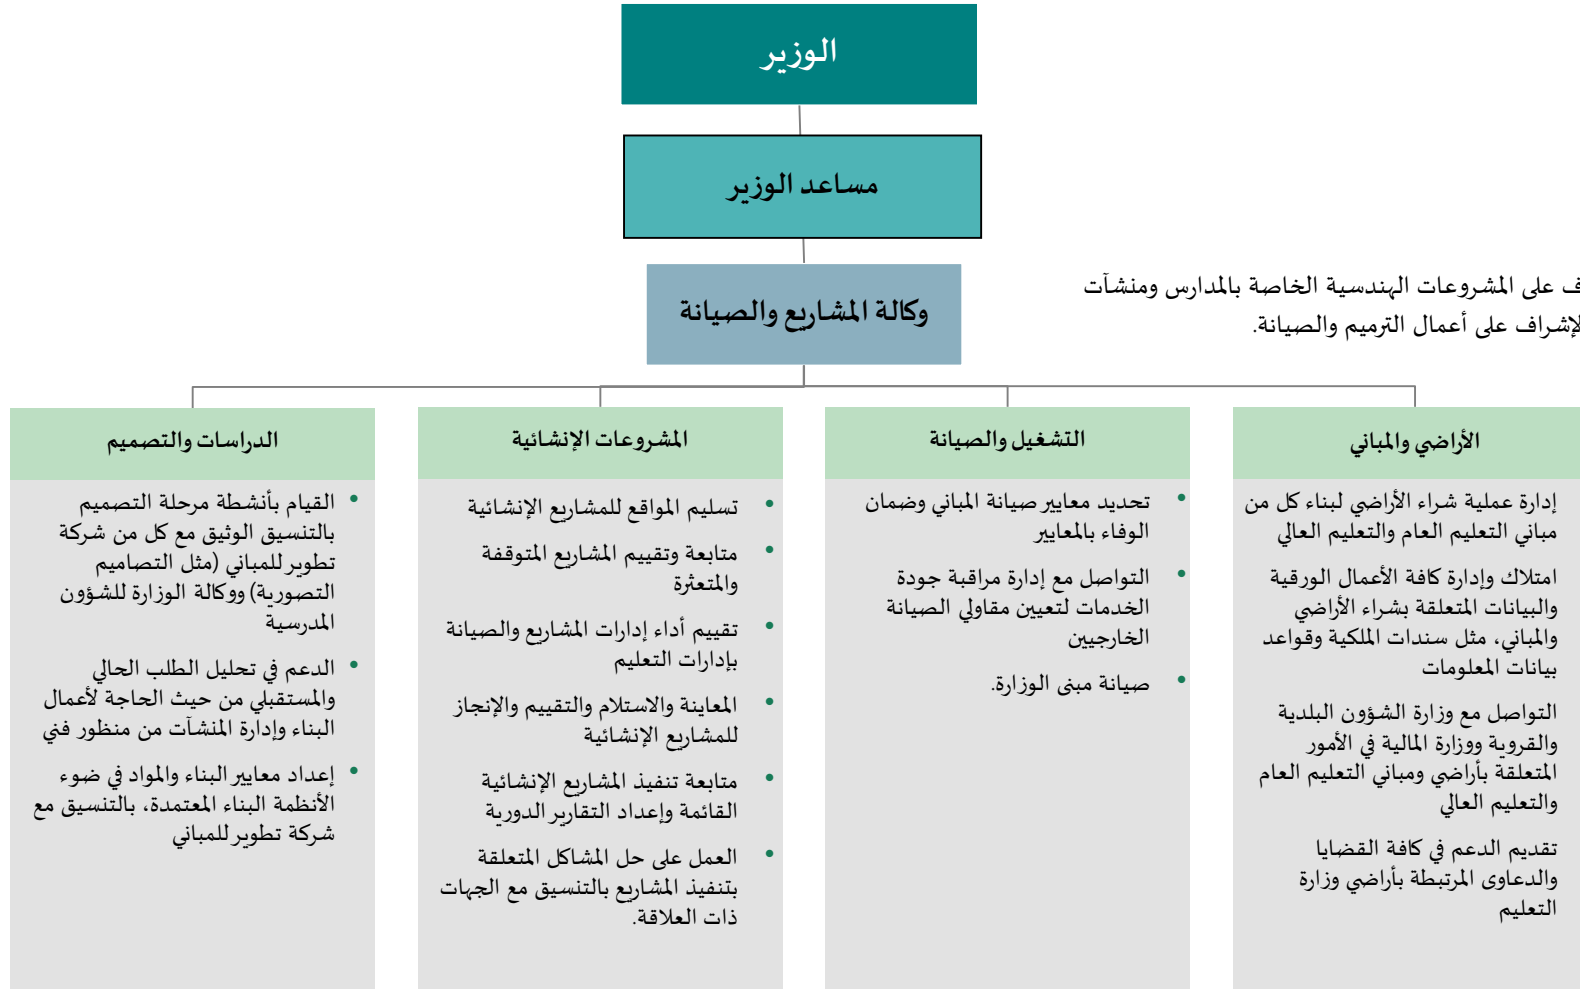 الوزير
مساعد الوزير
وكالة المشاريع والصيانة
على المشروعات الهندسية الخاصة بالمدارس ومنشآت
لإشراف على أعمال الترميم والصيانة.
الأراضي والمباني
إدارة عملية شراء الأراضي لبناء كل من
مباني التعليم العام والتعليم العالي
امتلاك وإدارة كافة الأعمال الورقية
والبيانات المتعلقة بشراء الأراضي
والمباني، مثل سندات الملكية وقواعد
بيانات المعلومات
التواصل مع وزارة الشؤون البلدية
والقروية ووزارة المالية في الأمور
المتعلقة بأراضي ومباني التعليم العام
والتعليم العالي
تقديم الدعم في كافة القضايا
والدعاوى المرتبطة بأراضي وزارة
التعليم
التشغيل والصيانة
• تحديد معايير صيانة المباني وضمان
الوفاء بالمعايير
• التواصل مع إدارة مراقبة جودة
الخدمات لتعيين مقاولي الصيانة
الخارجيين
• صيانة مبنى الوزارة.
المشروعات الإنشائية
• تسليم المواقع للمشاريع الإنشائية
• متابعة وتقييم المشاريع المتوقفة
والمتعثرة
• تقييم أداء إدارات المشاريع والصيانة
بإدارات التعليم
• المعاينة والاستلام والتقييم والإنجاز
للمشاريع الإنشائية
• متابعة تنفيذ المشاريع الإنشائية
القائمة وإعداد التقارير الدورية
• العمل على حل المشاكل المتعلقة
بتنفيذ المشاريع بالتنسيق مع الجهات
ذات العلاقة.
الدراسات والتصميم
• القيام بأنشطة مرحلة التصميم
بالتنسيق الوثيق مع كل من شركة
تطوير للمباني (مثل التصاميم
التصورية) ووكالة الوزارة للشؤون
المدرسية
• الدعم في تحليل الطلب الحالي
والمستقبلي من حيث الحاجة لأعمال
البناء وإدارة المنشآت من منظور فني
• إعداد معايير البناء والمواد في ضوء
الأنظمة البناء المعتمدة، بالتنسيق مع
شركة تطوير للمباني